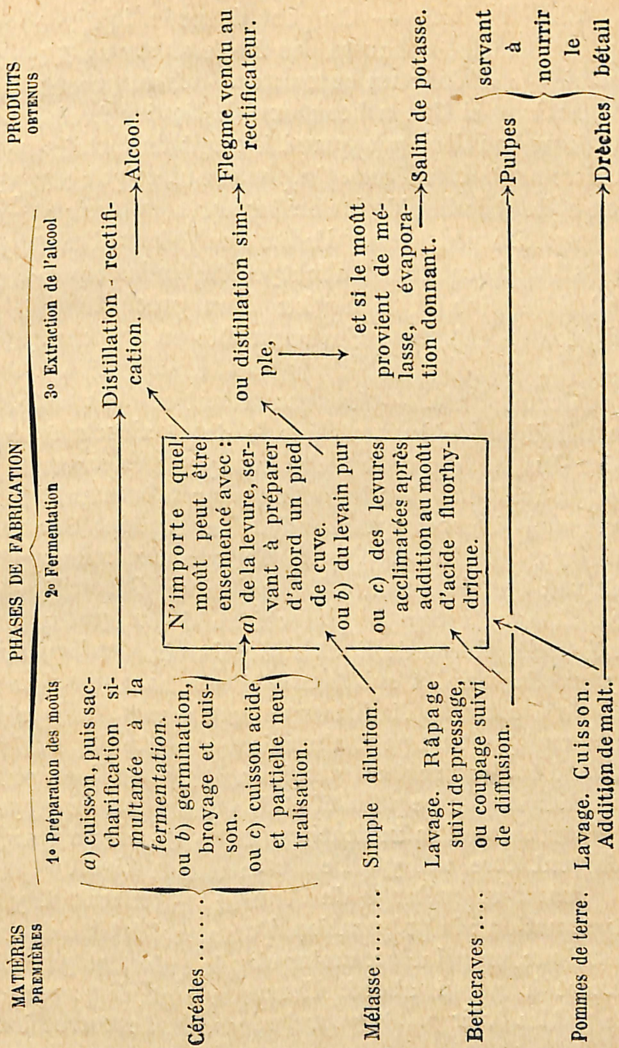 MATIÈRES
PREMIÈRES
PHASES DE FABRICATION
PRODUITS
OBTENUS
1º Préparation des moûts
2º Fermentation
3º Extraction de l'alcool
Céréales .......
a) cuisson, puis sac-
charification si-
multanée à la
fermentation.
ou b) germination,
broyage et cuis-
son.
ou c) cuisson acide
et partielle neu-
tralisation.
Mélasse ........
Simple dilution.
Betteraves ....
Lavage. Râpage
suivi de pressage,
ou coupage suivi
de diffusion.
Pommes de terre.
Lavage. Cuisson.
Addition de malt.
N'importe quel
moût peut être
ensemencé avec :
a) de la levure, ser-
vant à préparer
d'abord un pied
de cuve.
ou b) du levain pur
ou c) des levures
acclimatées après
addition au moût
d'acide fluorhy-
drique.
Distillation - rectifi-
cation.
ou distillation sim-
ple,
et si le moût
provient de mé-
lasse, évapora-
tion donnant.
Alcool.
Flegme vendu au
rectificateur.
Salin de potasse.
Pulpes
Drèches
servant
à
nourrir
le
bétail